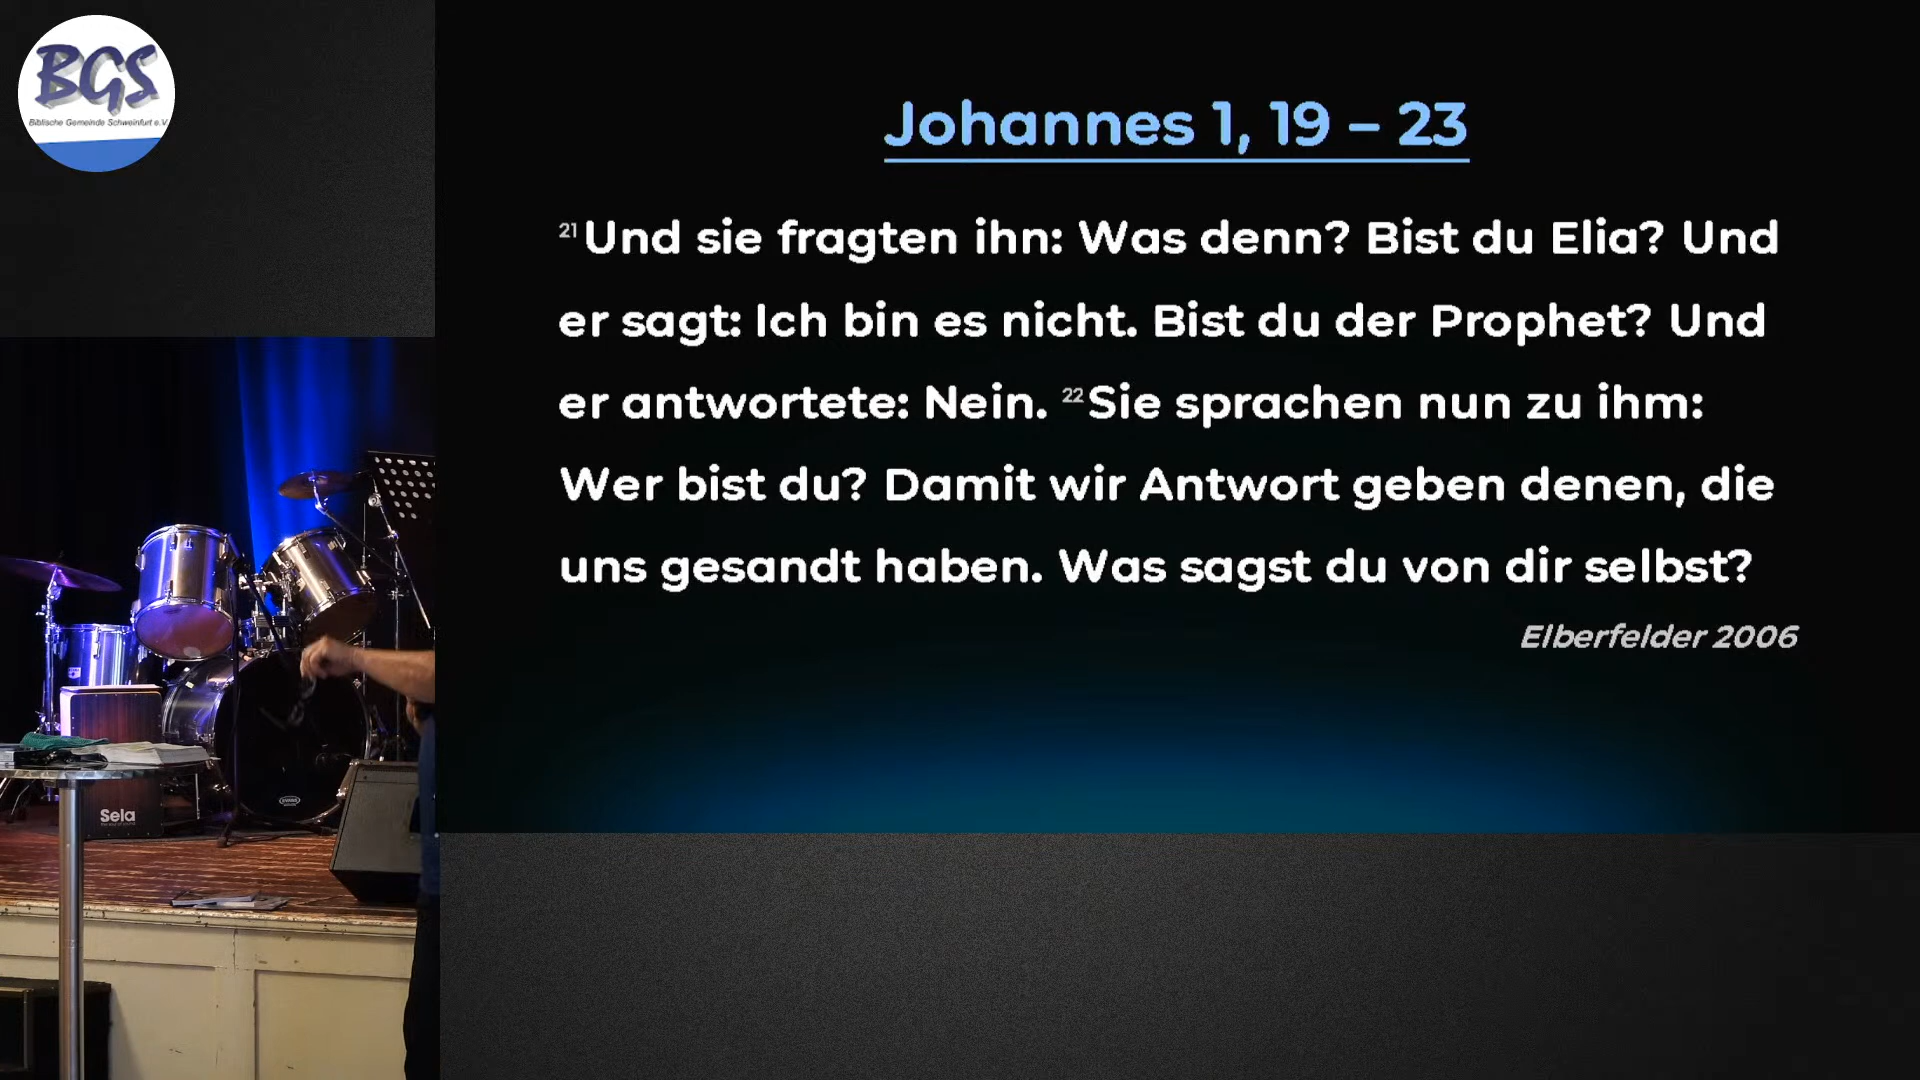 BGS
Biblische Gemeinde Schweinfurt e.V.
Johannes 1, 19 – 23
21 Und sie fragten ihn: Was denn? Bist du Elia? Und
er sagt: Ich bin es nicht. Bist du der Prophet? Und
er antwortete: Nein. 22 Sie sprachen nun zu ihm:
Wer bist du? Damit wir Antwort geben denen, die
uns gesandt haben. Was sagst du von dir selbst?
Elberfelder 2006
Sela